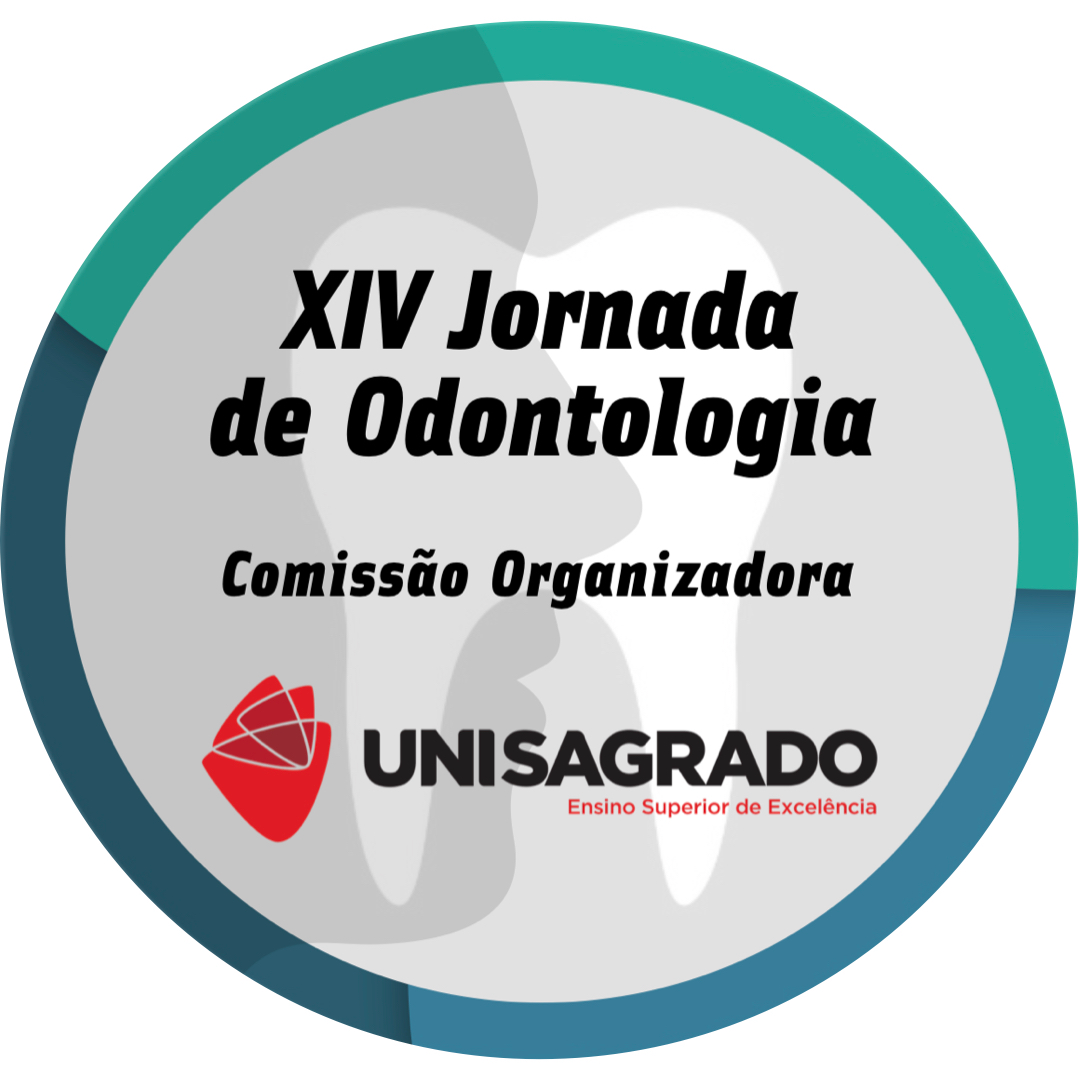 XIV Jornada
de Odontologia
Comissão Organizadora
UNISAGRADO
Ensino Superior de Excelência